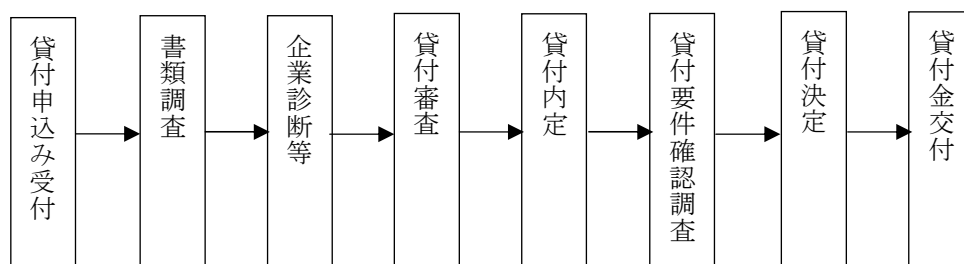 貸付申込み受付
書類調査
企業診断等
貸付審査
貸付内定
貸付要件確認調査
貸付決定
貸付金交付